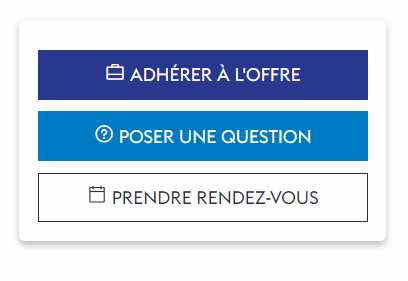 ADHÉRER À L'OFFRE
POSER UNE QUESTION
PRENDRE RENDEZ-VOUS